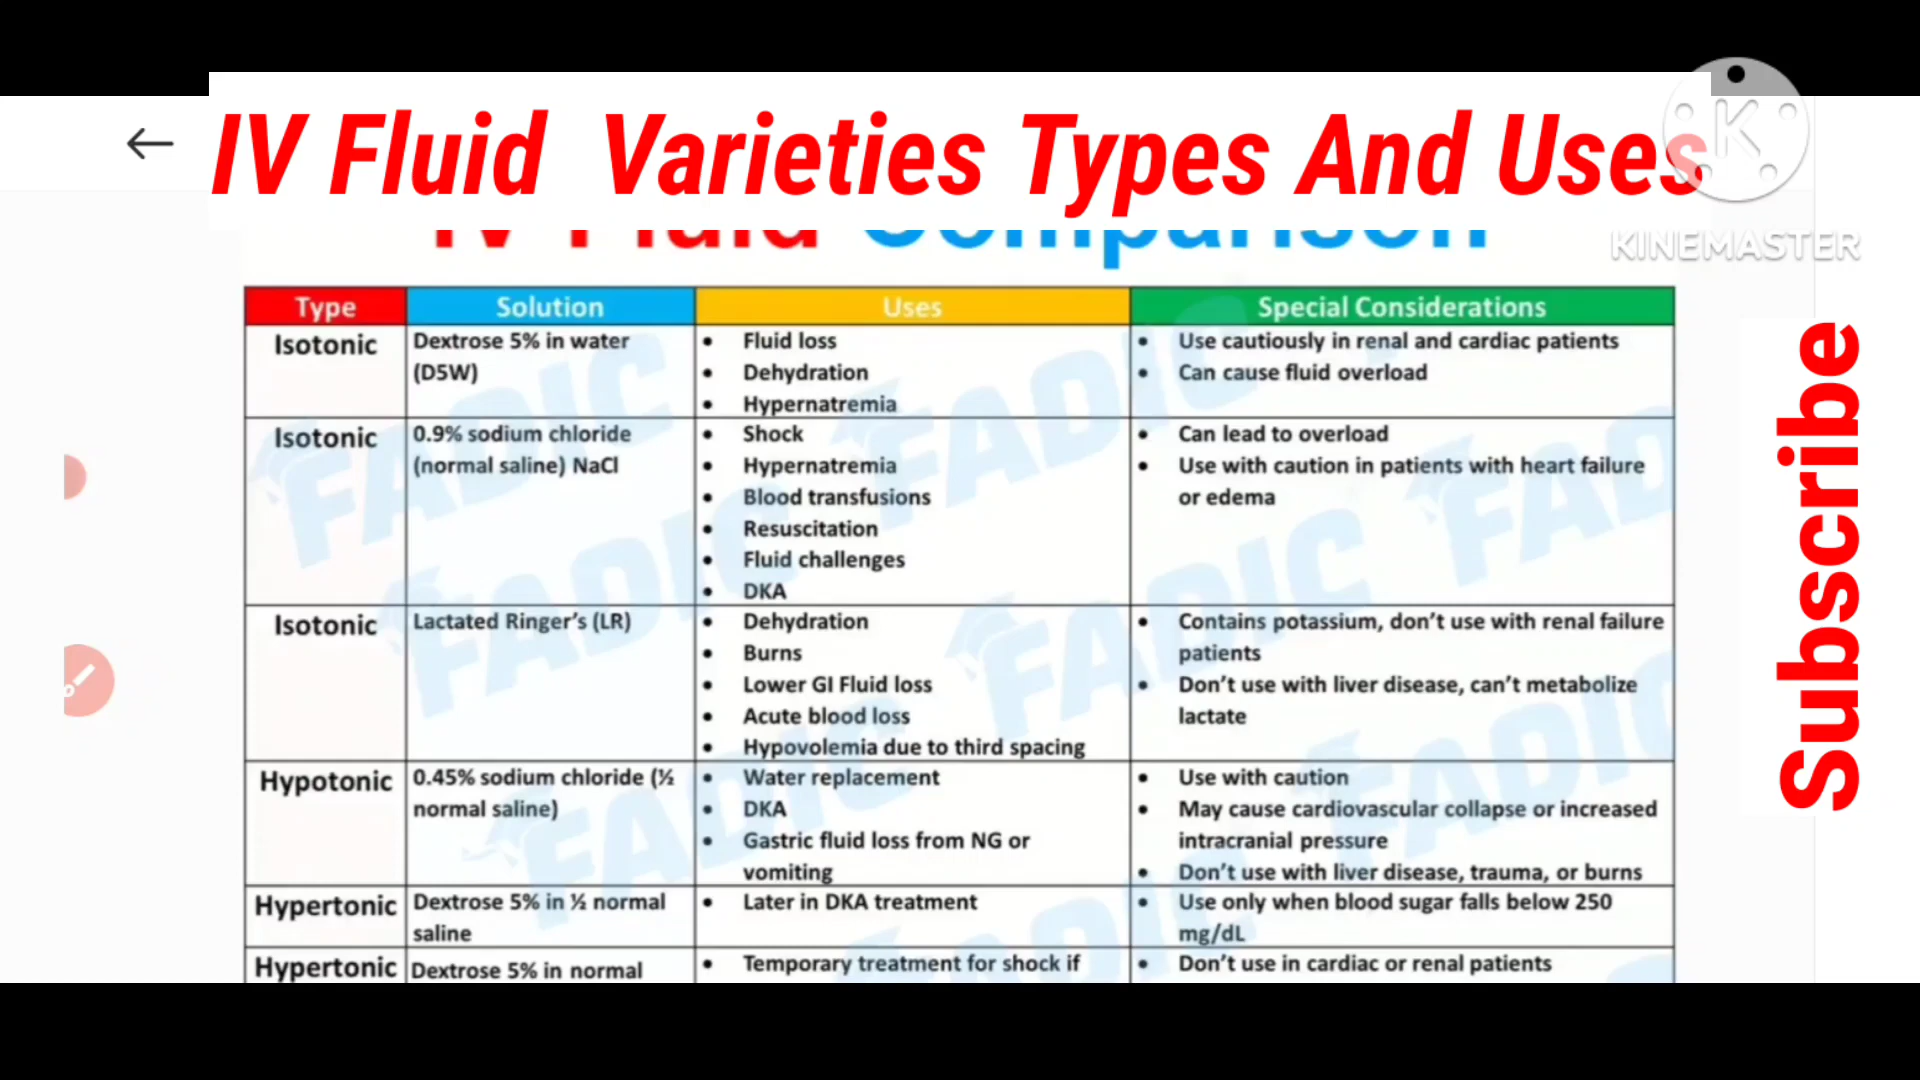 IV Fluid Varieties Types And Uses
KINEMASTER
IV Fluid Comparison
Type Solution Uses Special Considerations
Isotonic
Dextrose 5% in water
(D5W)
• Fluid loss
• Dehydration
• Hypernatremia
• Use cautiously in renal and cardiac patients
• Can cause fluid overload
Isotonic
0.9% sodium chloride
(normal saline) NaCl
• Shock
• Hypernatremia
• Blood transfusions
• Resuscitation
• Fluid challenges
• DKA
• Can lead to overload
• Use with caution in patients with heart failure
or edema
Isotonic
Lactated Ringer’s (LR)
• Dehydration
• Burns
• Lower GI Fluid loss
• Acute blood loss
• Hypovolemia due to third spacing
• Contains potassium, don’t use with renal failure
patients
• Don’t use with liver disease, can’t metabolize
lactate
Hypotonic
0.45% sodium chloride (½
normal saline)
• Water replacement
• DKA
• Gastric fluid loss from NG or
vomiting
• Use with caution
• May cause cardiovascular collapse or increased
intracranial pressure
• Don’t use with liver disease, trauma, or burns
Hypertonic
Dextrose 5% in ½ normal
saline
• Later in DKA treatment
• Use only when blood sugar falls below 250
mg/dL
Hypertonic
Dextrose 5% in normal
• Temporary treatment for shock if
• Don’t use in cardiac or renal patients
Subscribe
FADIC